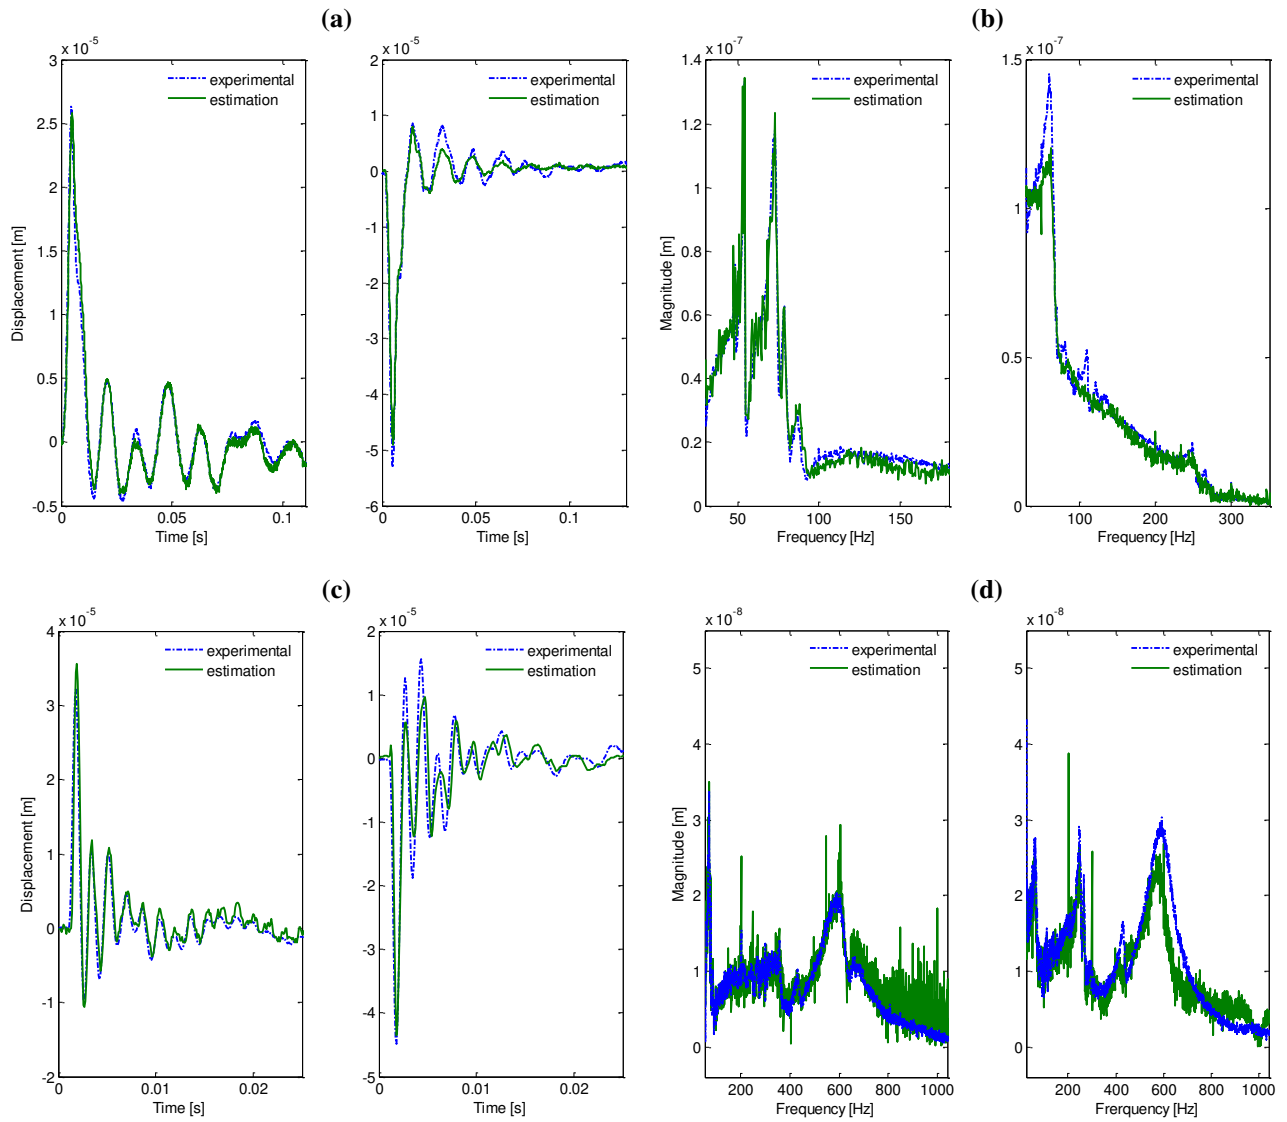 (a)
(b)
x 10^-5
3
2.5
2
1.5
1
0.5
0
-0.5
Displacement [m]
0
0.05
0.1
Time [s]
experimental
estimation
x 10^-5
2
1
0
-1
-2
-3
-4
-5
-6
0
0.05
0.1
Time [s]
experimental
estimation
x 10^-7
1.4
1.2
1
0.8
0.6
0.4
0.2
0
Magnitude [m]
50
100
150
Frequency [Hz]
experimental
estimation
x 10^-7
1.5
1
0.5
0
100
200
300
Frequency [Hz]
experimental
estimation
(c)
(d)
x 10^-5
4
3
2
1
0
-1
-2
Displacement [m]
0
0.01
0.02
Time [s]
experimental
estimation
x 10^-5
2
1
0
-1
-2
-3
-4
-5
0
0.01
0.02
Time [s]
experimental
estimation
x 10^-8
5
4
3
2
1
0
Magnitude [m]
200
400
600
800
1000
Frequency [Hz]
experimental
estimation
x 10^-8
5
4
3
2
1
0
200
400
600
800
1000
Frerquency [Hz]
experimental
estimation